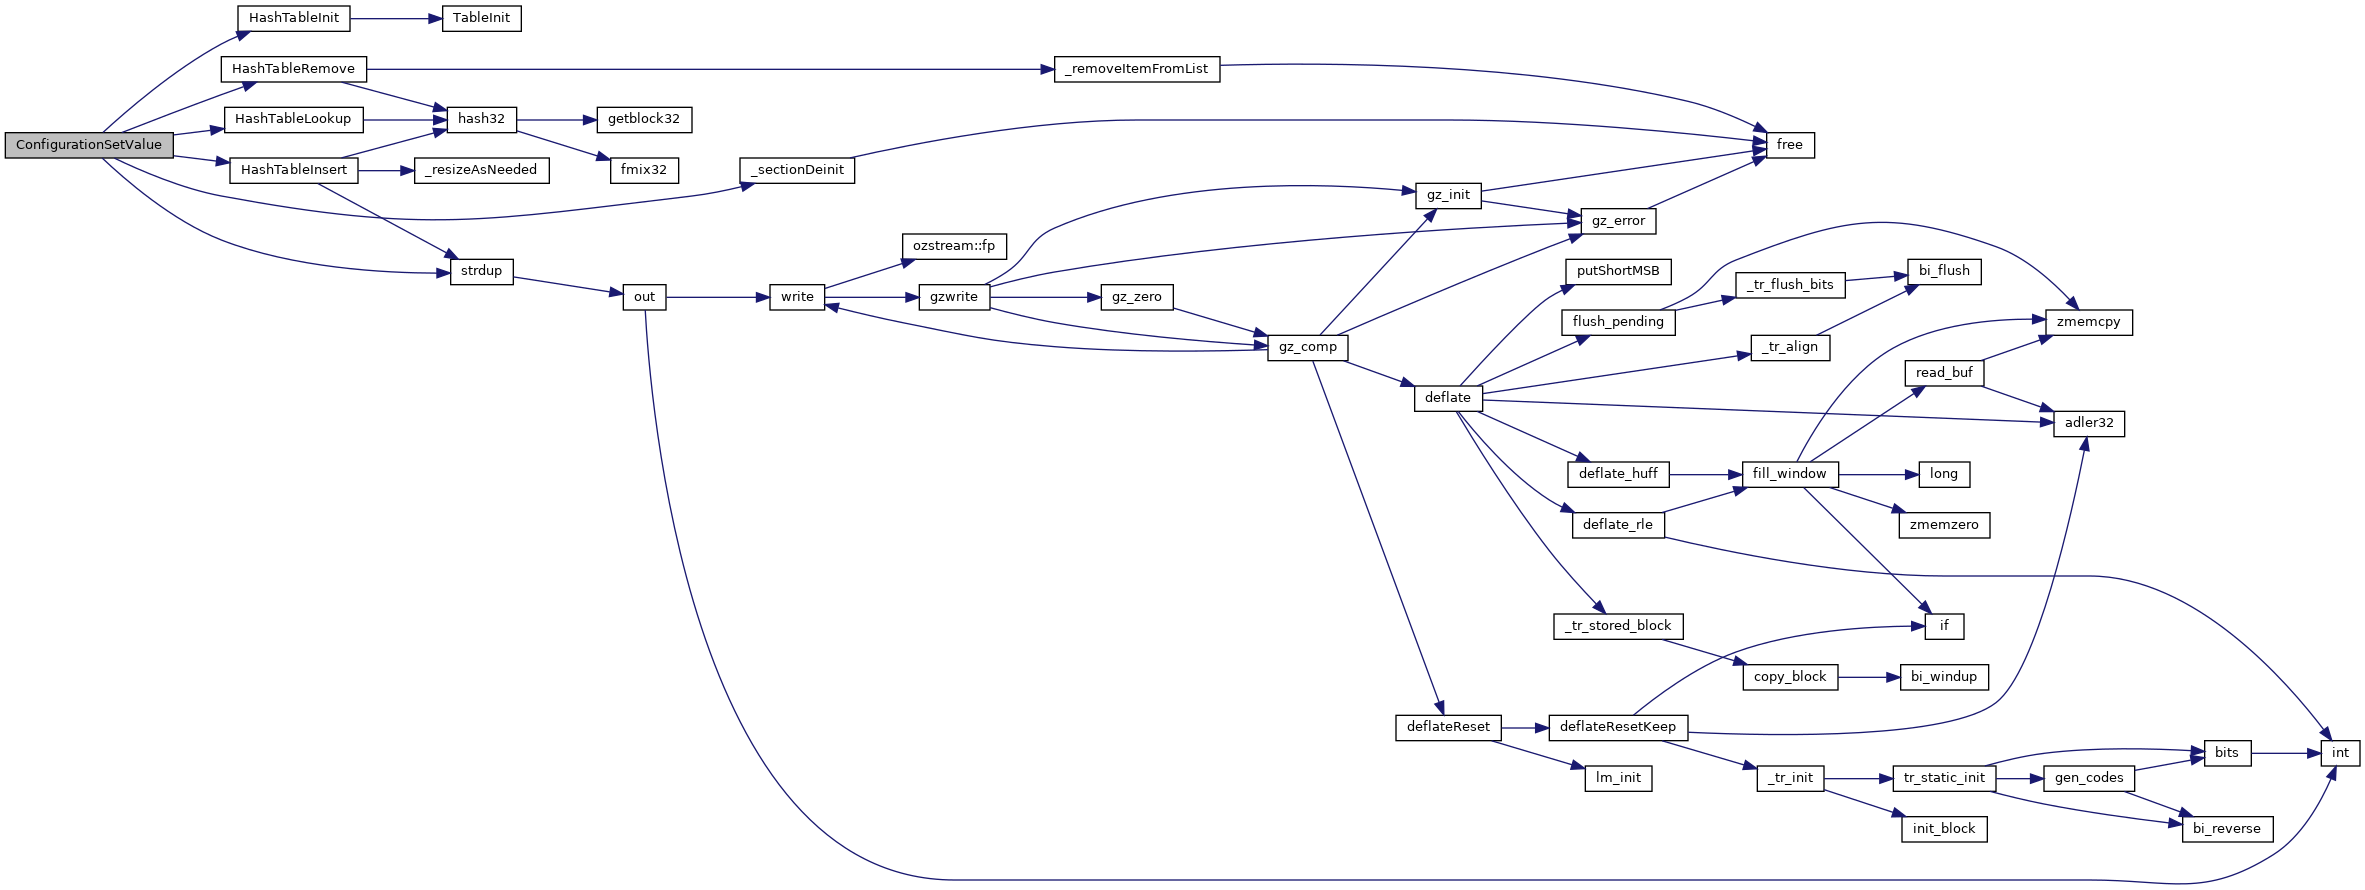 ConfigurationSetValue
HashTableInit
TableInit
HashTableRemove
_removeItemFromList
HashTableLookup
hash32
getblock32
HashTableInsert
_resizeAsNeeded
fmix32
_sectionDeinit
free
strdup
out
write
ozstream::fp
gzwrite
gz_zero
gz_init
gz_error
gz_comp
deflate
putShortMSB
flush_pending
_tr_flush_bits
bi_flush
_tr_align
zmemcpy
read_buf
adler32
deflate_huff
fill_window
long
deflate_rle
zmemzero
_tr_stored_block
if
copy_block
bi_windup
deflateReset
deflateResetKeep
lm_init
_tr_init
tr_static_init
gen_codes
bits
int
init_block
bi_reverse